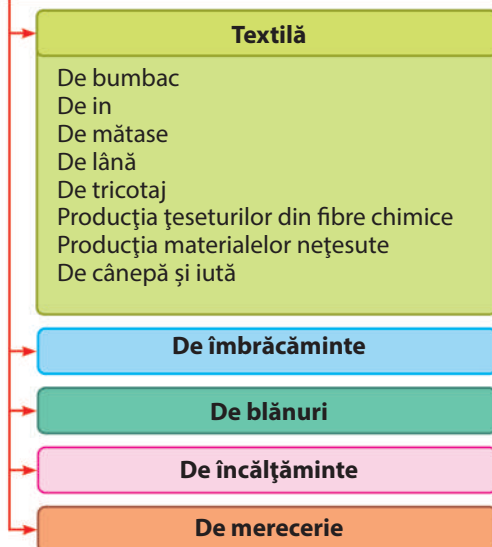 Textilă
De bumbac
De in
De mătase
De lână
De tricotaj
Producţia ţeseturilor din fibre chimice
Producţia materialelor neţesute
De cânepă și iută
De îmbrăcăminte
De blănuri
De încălţăminte
De merecerie